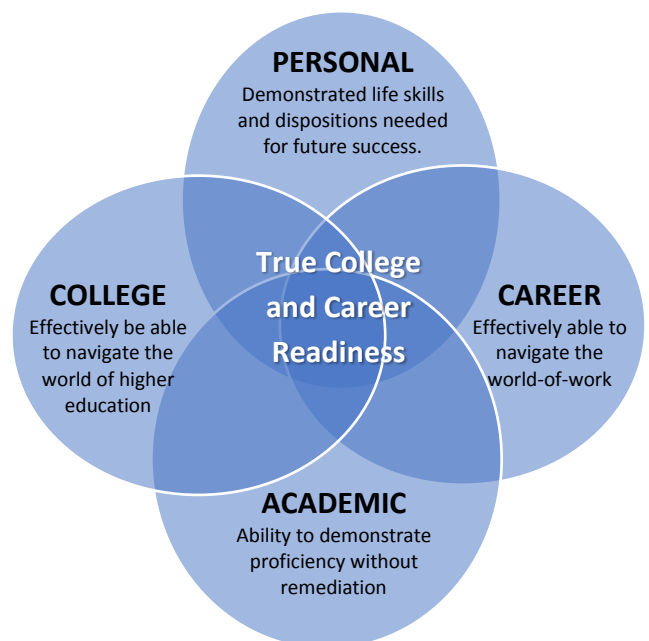 PERSONAL
Demonstrated life skills
and dispositions needed
for future success.
True College
and Career
Readiness
COLLEGE
Effectively be able
to navigate the
world of higher
education
CAREER
Effectively able to
navigate the
world-of-work
ACADEMIC
Ability to demonstrate
proficiency without
remediation